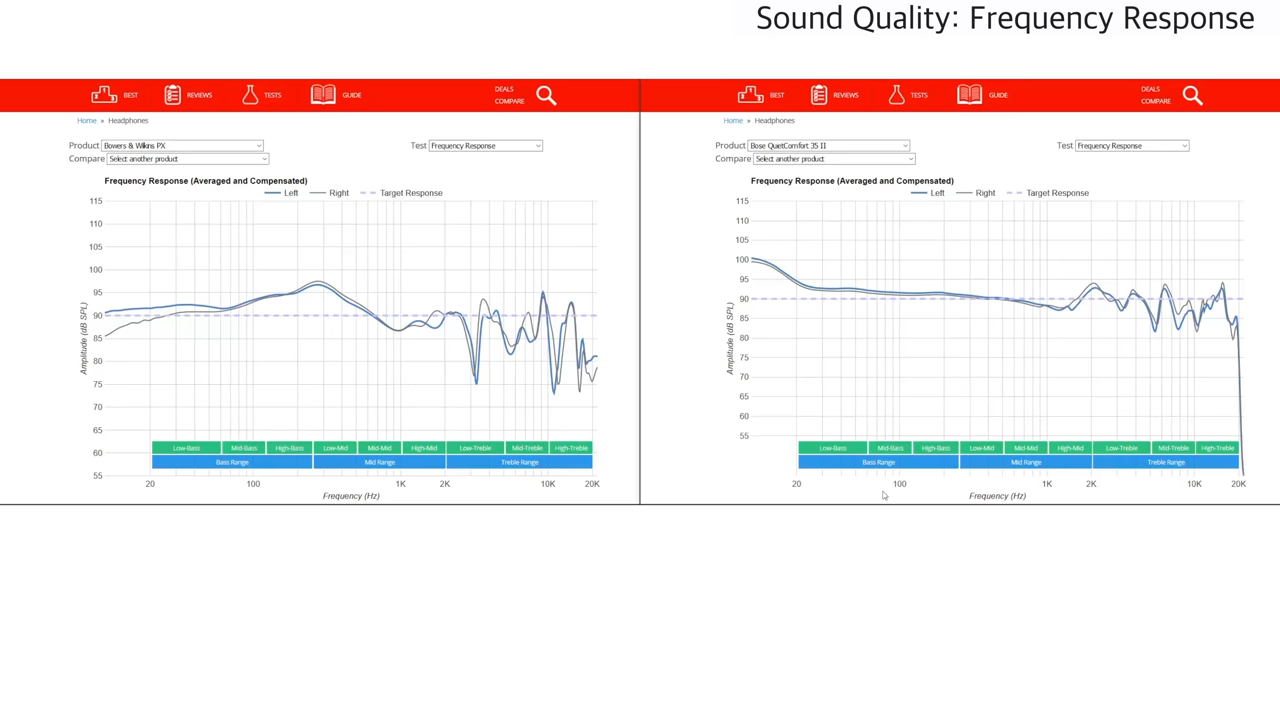 Sound Quality: Frequency Response
BEST REVIEWS TESTS GUIDE DEALS COMPARE
Home » Headphones
Product Bowers & Wilkins PX Test Frequency Response
Compare Select another product
Frequency Response (Averaged and Compensated)
Left Right Target Response
115
110
105
100
95
90
85
80
75
70
65
60
55
Amplitude (dB SPL)
Low-Bass Mid-Bass High-Bass Low-Mid Mid-Mid High-Mid Low-Treble Mid-Treble High-Treble
Bass Range Mid Range Treble Range
20 100 1K 2K 10K 20K
Frequency (Hz)
BEST REVIEWS TESTS GUIDE DEALS COMPARE
Home » Headphones
Product Bose QuietComfort 35 II Test Frequency Response
Compare Select another product
Frequency Response (Averaged and Compensated)
Left Right Target Response
115
110
105
100
95
90
85
80
75
70
65
60
55
Amplitude (dB SPL)
Low-Bass Mid-Bass High-Bass Low-Mid Mid-Mid High-Mid Low-Treble Mid-Treble High-Treble
Bass Range Mid Range Treble Range
20 100 1K 2K 10K 20K
Frequency (Hz)